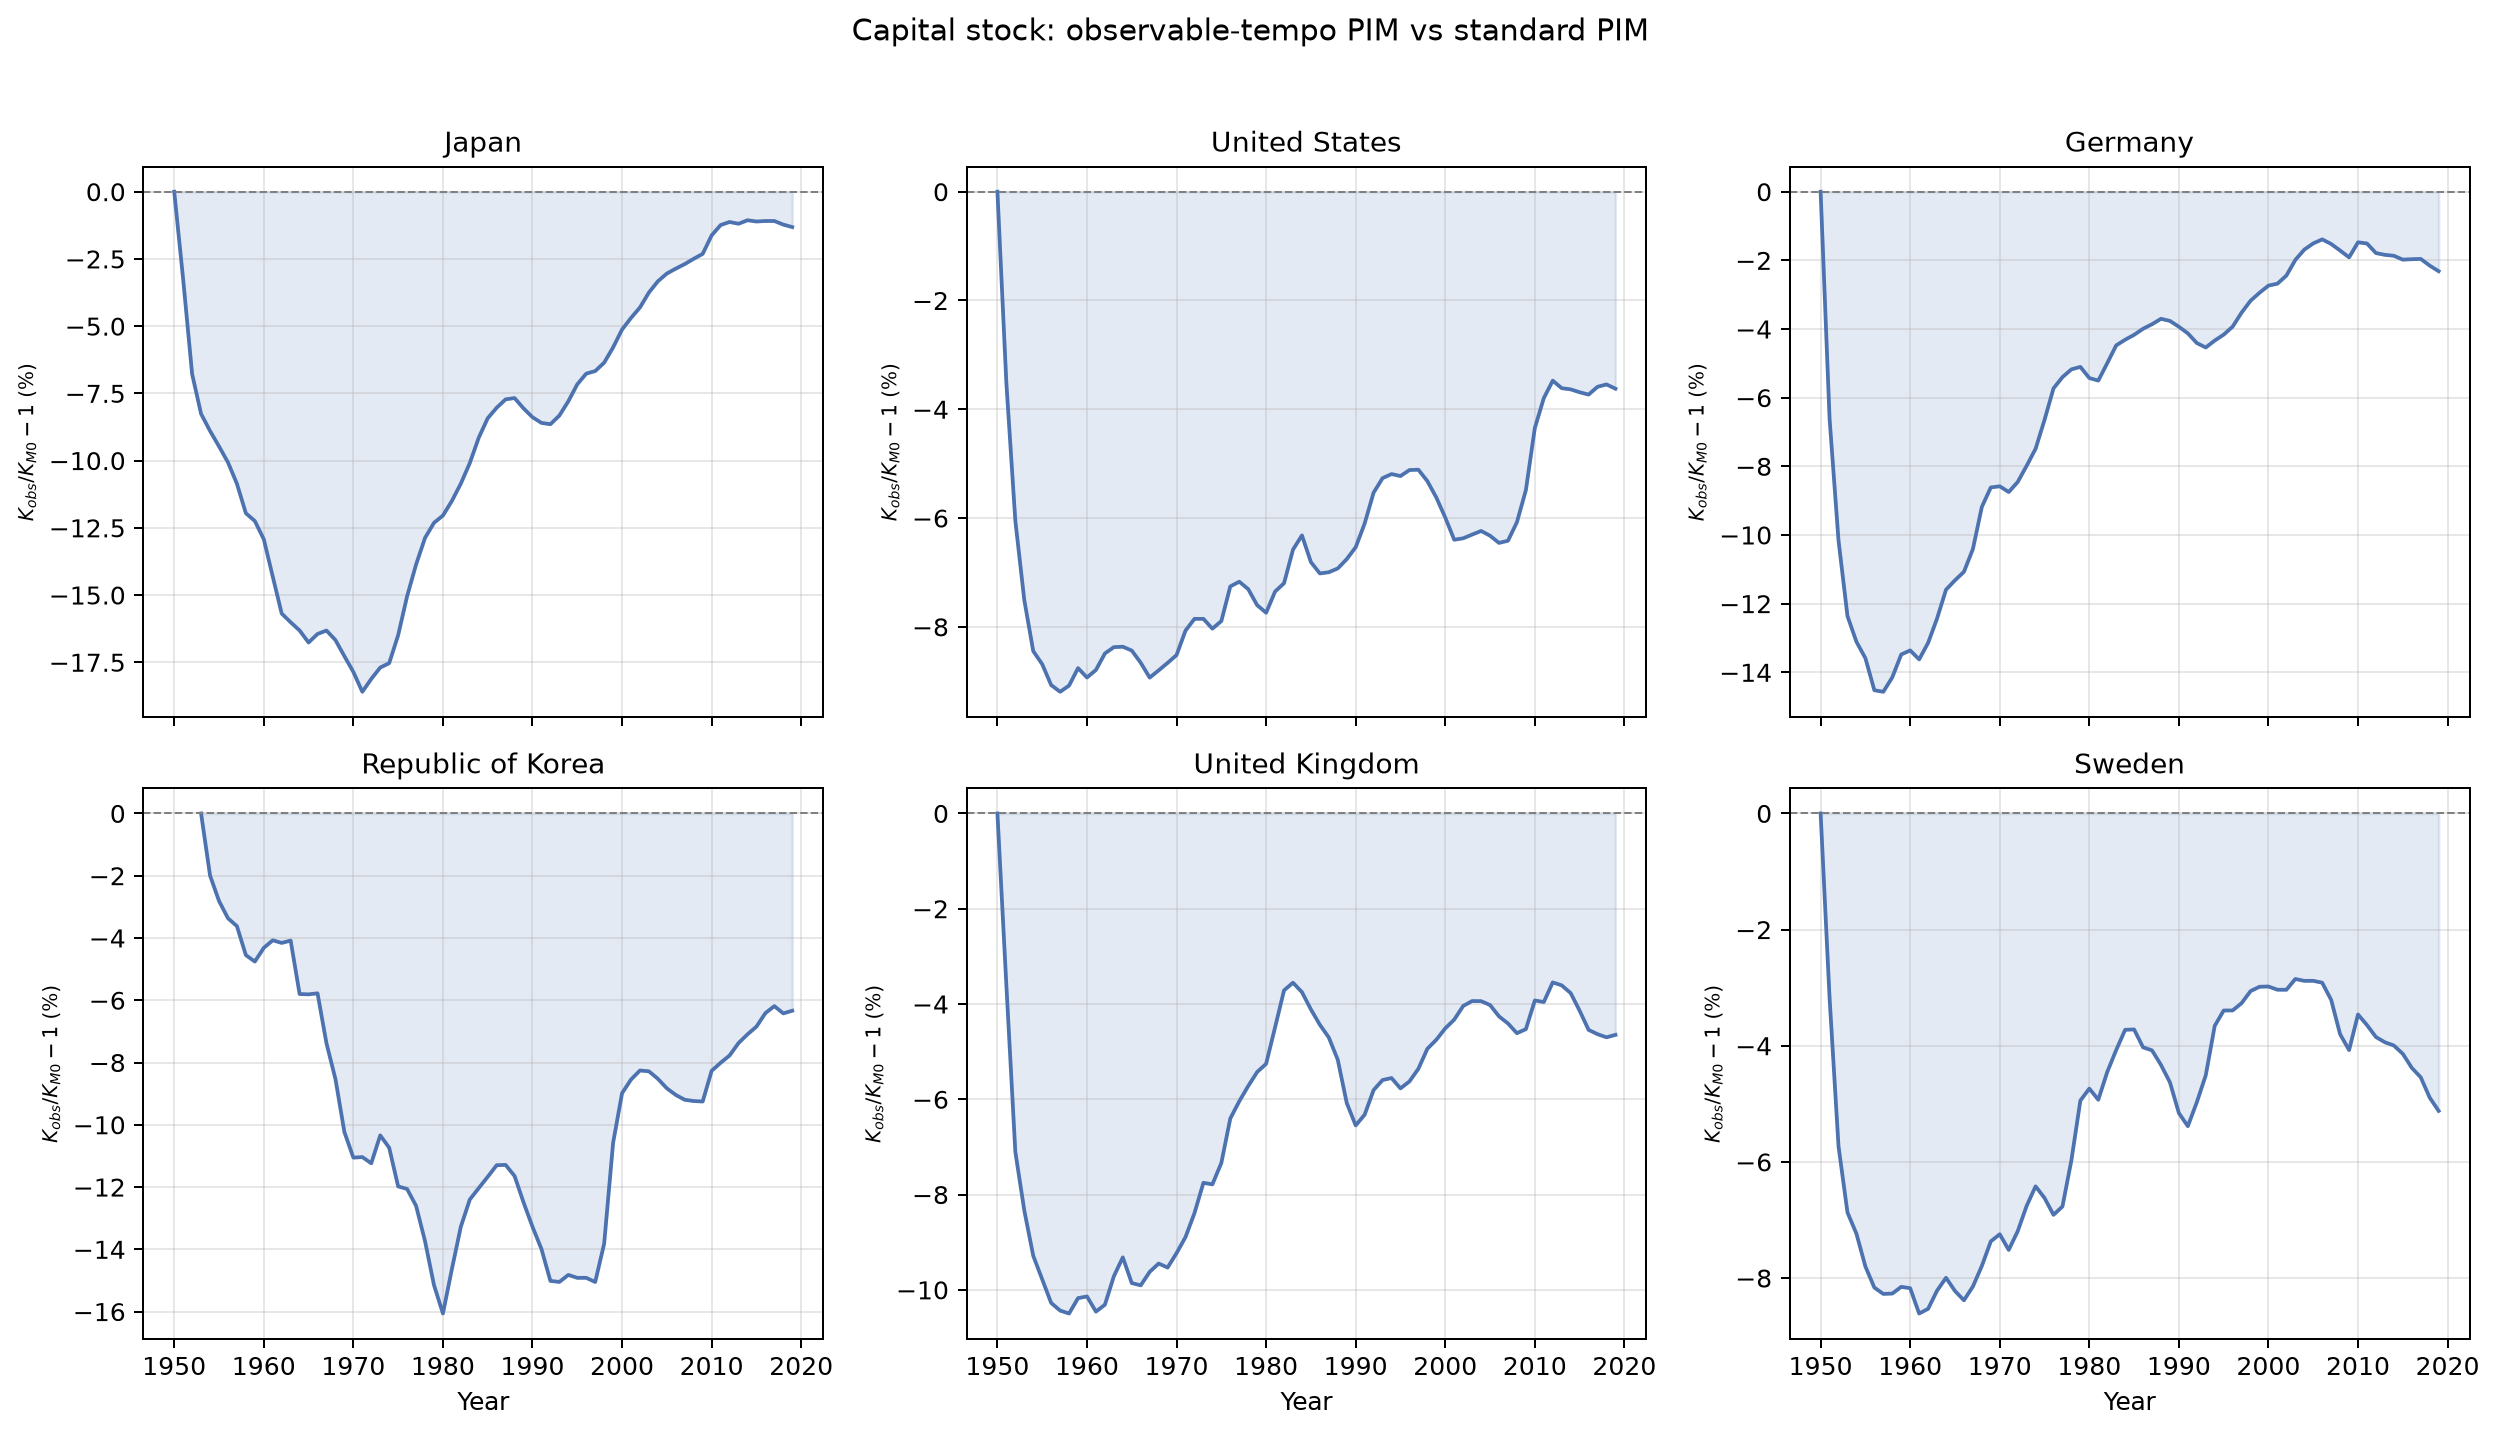 Capital stock: observable-tempo PIM vs standard PIM
Japan
0.0
−2.5
−5.0
−7.5
−10.0
−12.5
−15.0
−17.5
K_obs/K_M0 − 1 (%)
United States
0
−2
−4
−6
−8
K_obs/K_M0 − 1 (%)
Germany
0
−2
−4
−6
−8
−10
−12
−14
K_obs/K_M0 − 1 (%)
Republic of Korea
0
−2
−4
−6
−8
−10
−12
−14
−16
K_obs/K_M0 − 1 (%)
1950 1960 1970 1980 1990 2000 2010 2020
Year
United Kingdom
0
−2
−4
−6
−8
−10
K_obs/K_M0 − 1 (%)
1950 1960 1970 1980 1990 2000 2010 2020
Year
Sweden
0
−2
−4
−6
−8
K_obs/K_M0 − 1 (%)
1950 1960 1970 1980 1990 2000 2010 2020
Year